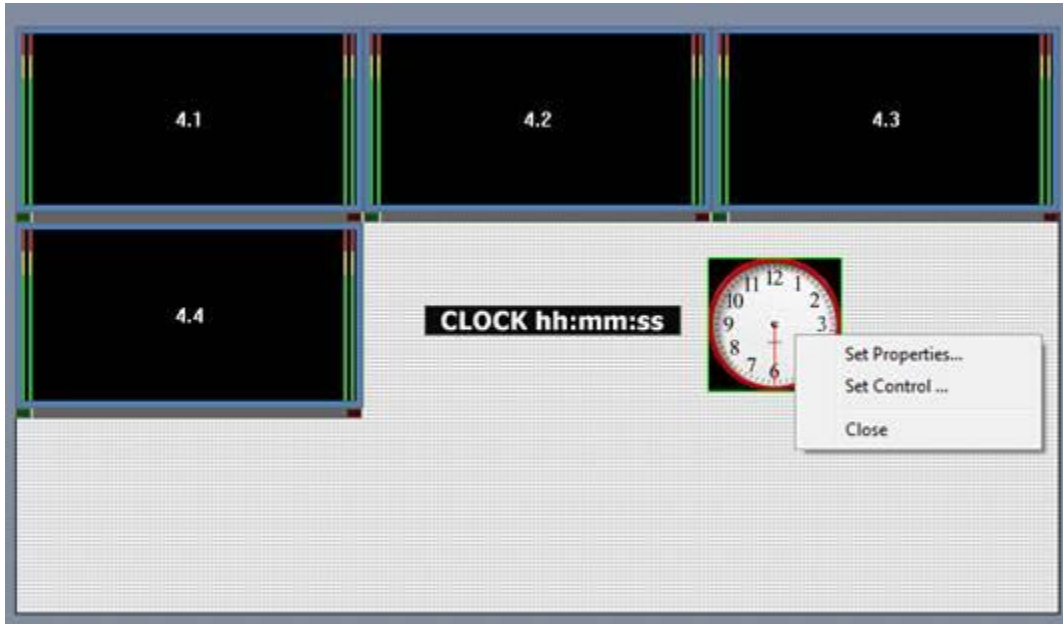 4.1
4.2
4.3
4.4
CLOCK hh:mm:ss
11 12 1
10 2
9 3
8
7 6
Set Properties...
Set Control ...
Close